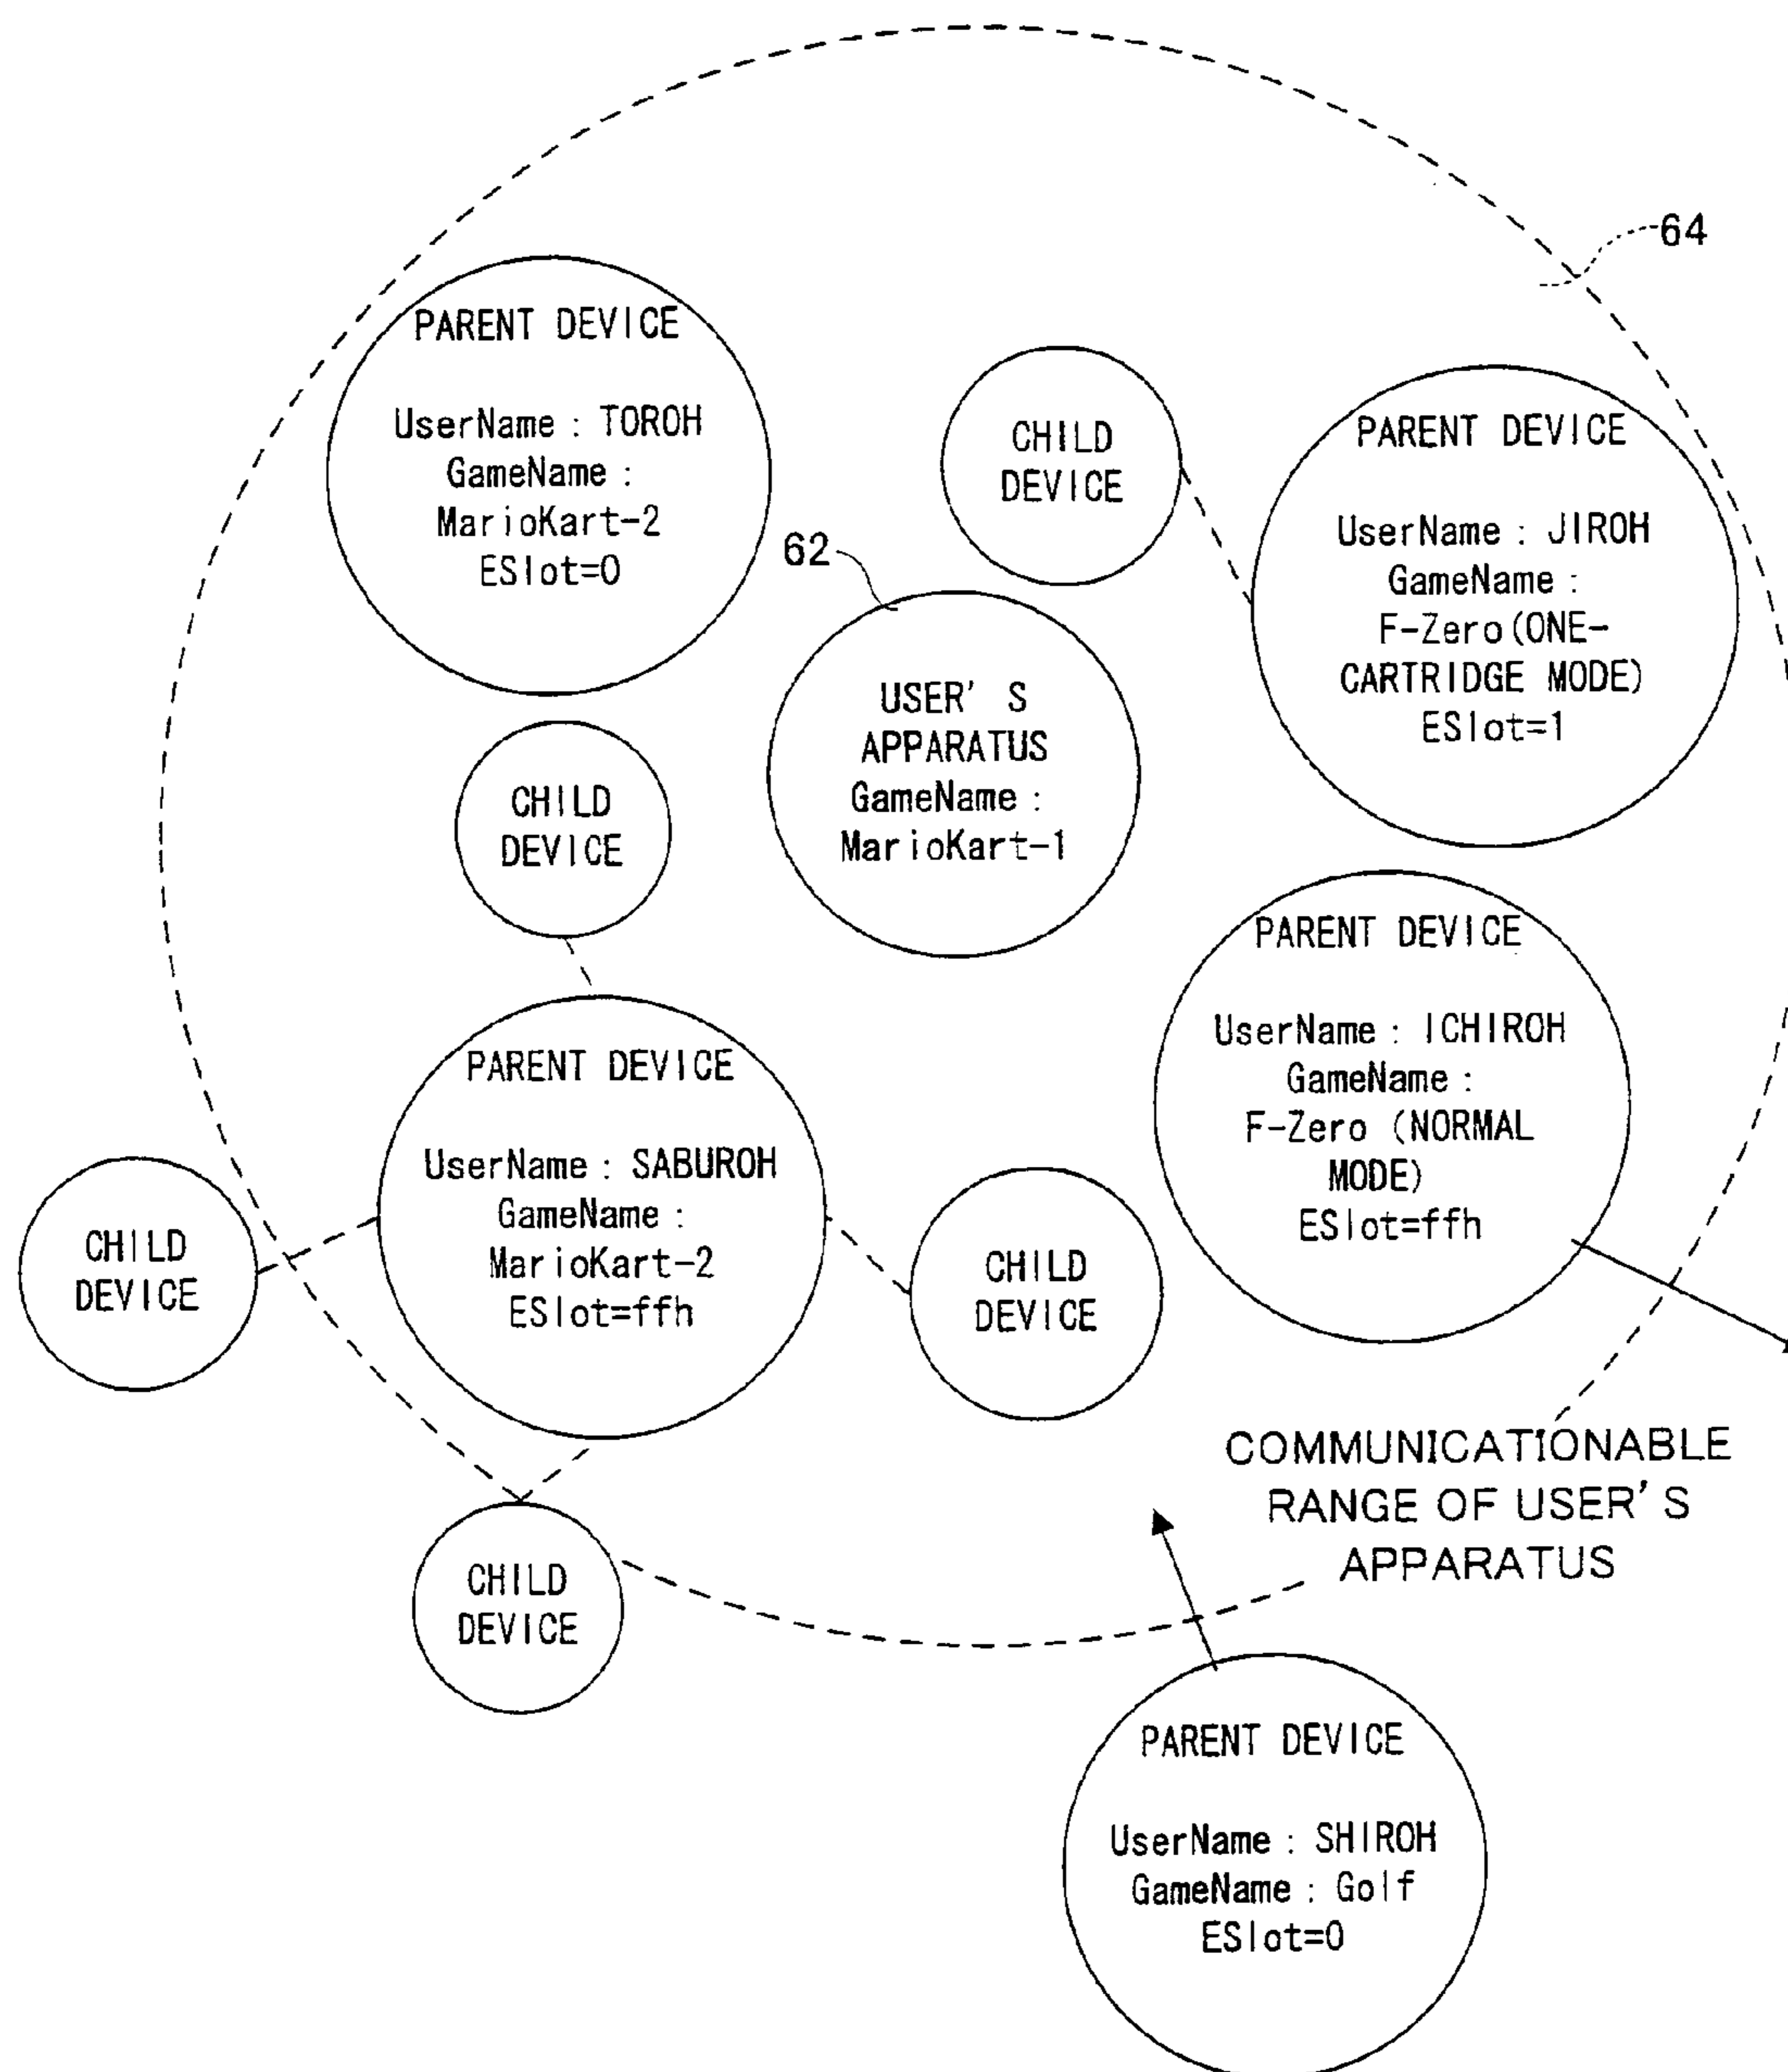 64
PARENT DEVICE
UserName : TOROH
GameName :
MarioKart-2
ESlot=0
CHILD
DEVICE
PARENT DEVICE
UserName : JIROH
GameName :
F-Zero(ONE-
CARTRIDGE MODE)
ESlot=1
62
USER'S
APPARATUS
GameName :
MarioKart-1
CHILD
DEVICE
PARENT DEVICE
UserName : ICHIROH
GameName :
F-Zero (NORMAL
MODE)
ESlot=ffh
PARENT DEVICE
UserName : SABUROH
GameName :
MarioKart-2
ESlot=ffh
CHILD
DEVICE
CHILD
DEVICE
COMMUNICATIONABLE
RANGE OF USER'S
APPARATUS
CHILD
DEVICE
PARENT DEVICE
UserName : SHIROH
GameName : Golf
ESlot=0